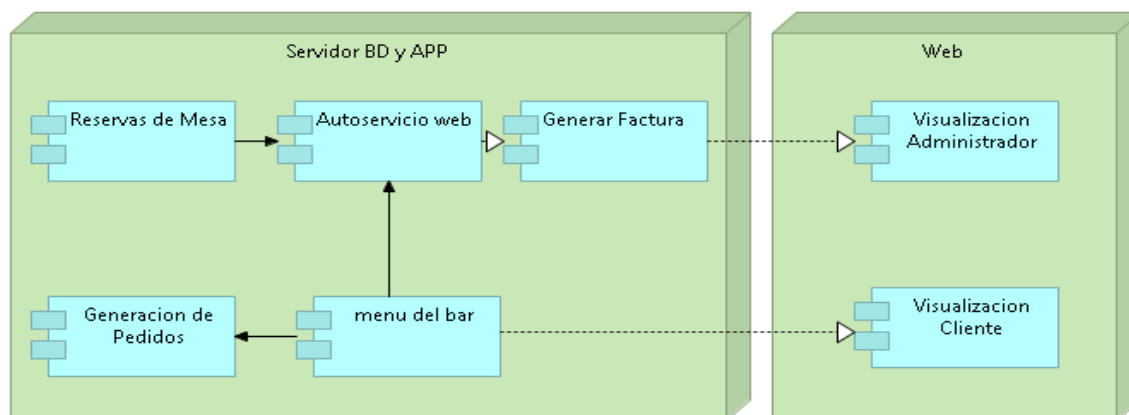 Servidor BD y APP
Web
Reservas de Mesa
Autoservicio web
Generar Factura
Visualizacion
Administrador
Generacion de
Pedidos
menu del bar
Visualizacion
Cliente